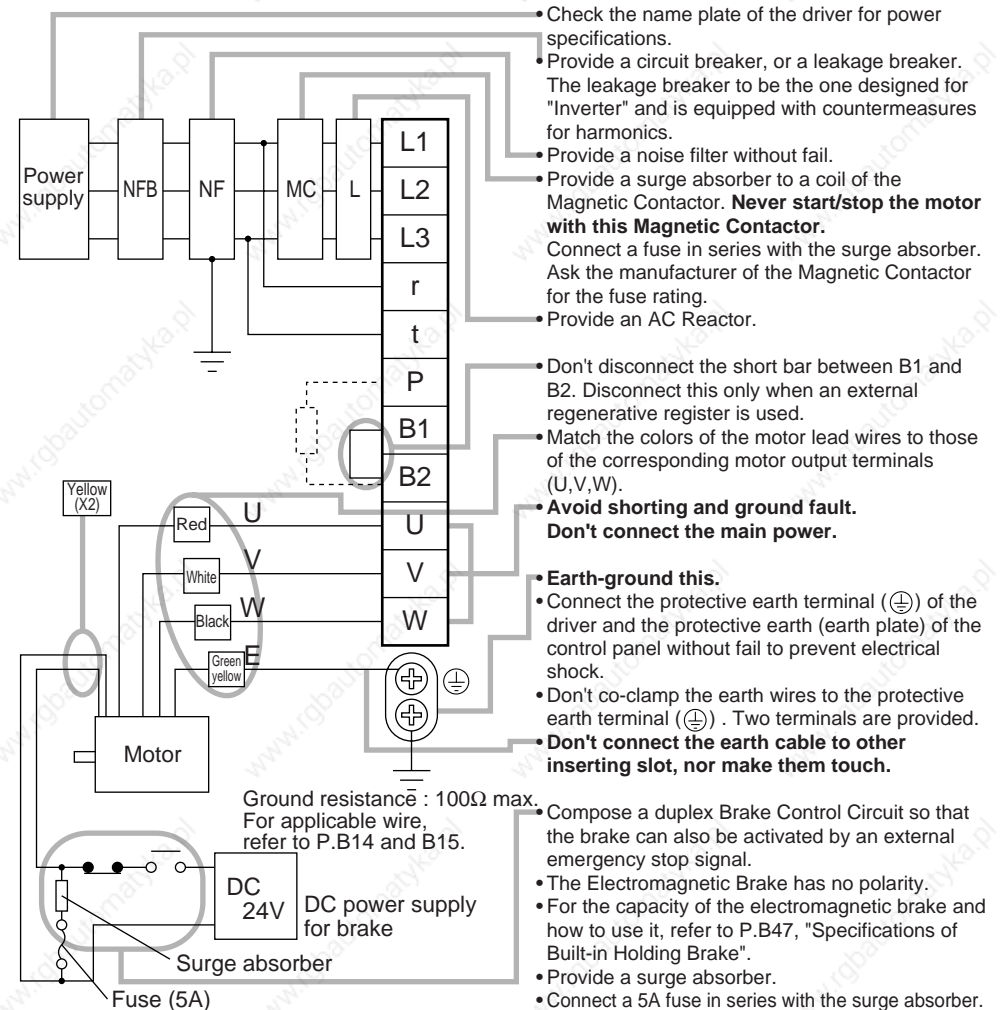 • Check the name plate of the driver for power
specifications.
• Provide a circuit breaker, or a leakage breaker.
The leakage breaker to be the one designed for
"Inverter" and is equipped with countermeasures
for harmonics.
• Provide a noise filter without fail.
• Provide a surge absorber to a coil of the
Magnetic Contactor. Never start/stop the motor
with this Magnetic Contactor.
Connect a fuse in series with the surge absorber.
Ask the manufacturer of the Magnetic Contactor
for the fuse rating.
• Provide an AC Reactor.
• Don't disconnect the short bar between B1 and
B2. Disconnect this only when an external
regenerative register is used.
• Match the colors of the motor lead wires to those
of the corresponding motor output terminals
(U,V,W).
• Avoid shorting and ground fault.
Don't connect the main power.
• Earth-ground this.
• Connect the protective earth terminal (⏚) of the
driver and the protective earth (earth plate) of the
control panel without fail to prevent electrical
shock.
• Don't co-clamp the earth wires to the protective
earth terminal (⏚) . Two terminals are provided.
• Don't connect the earth cable to other
inserting slot, nor make them touch.
• Compose a duplex Brake Control Circuit so that
the brake can also be activated by an external
emergency stop signal.
• The Electromagnetic Brake has no polarity.
• For the capacity of the electromagnetic brake and
how to use it, refer to P.B47, "Specifications of
Built-in Holding Brake".
• Provide a surge absorber.
• Connect a 5A fuse in series with the surge absorber.
Power
supply
NFB
NF
MC
L
L1
L2
L3
r
t
P
B1
B2
U
V
W
Yellow
(X2)
Red
U
White
V
Black
W
Green
yellow
E
Motor
Ground resistance : 100Ω max.
For applicable wire,
refer to P.B14 and B15.
DC
24V
DC power supply
for brake
Surge absorber
Fuse (5A)
www.rgbautomatyka.pl